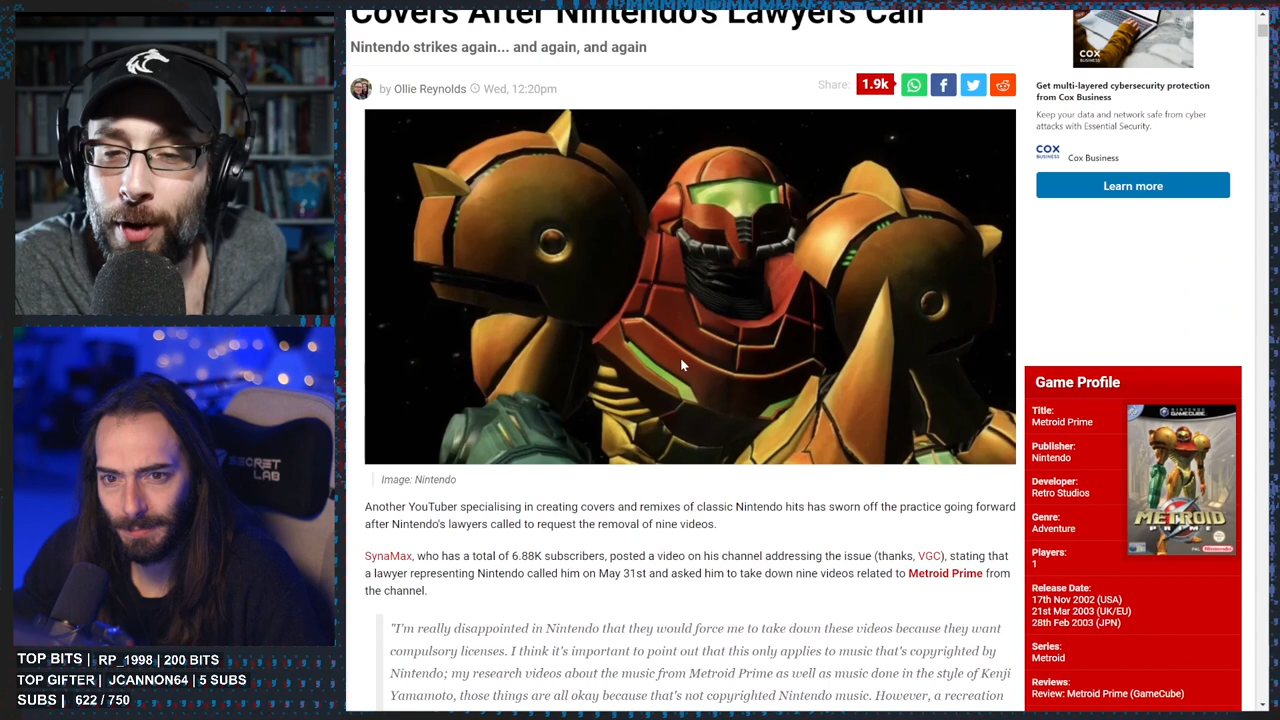 Covers After Nintendo's Lawyers Call
Nintendo strikes again... and again, and again
by Ollie Reynolds Wed, 12:20pm
Share: 1.9k
Image: Nintendo
Another YouTuber specialising in creating covers and remixes of classic Nintendo hits has sworn off the practice going forward
after Nintendo's lawyers called to request the removal of nine videos.
SynaMax, who has a total of 6.88K subscribers, posted a video on his channel addressing the issue (thanks, VGC), stating that
a lawyer representing Nintendo called him on May 31st and asked him to take down nine videos related to Metroid Prime from
the channel.
"I'm really disappointed in Nintendo that they would force me to take down these videos because they want
compulsory licenses. I think it's important to point out that this only applies to music that's copyrighted by
Nintendo; my research videos about the music from Metroid Prime as well as music done in the style of Kenji
Yamamoto, those things are all okay because that's not copyrighted Nintendo music. However, a recreation
COX
BUSINESS
Get multi-layered cybersecurity protection
from Cox Business
Keep your data and network safe from cyber
attacks with Essential Security.
COX
BUSINESS
Cox Business
Learn more
Game Profile
Title:
Metroid Prime
Publisher:
Nintendo
Developer:
Retro Studios
Genre:
Adventure
Players:
1
Release Date:
17th Nov 2002 (USA)
21st Mar 2003 (UK/EU)
28th Feb 2003 (JPN)
Series:
Metroid
Reviews:
Review: Metroid Prime (GameCube)
NINTENDO
GAMECUBE
METROID
PRIME
PAL
Nintendo
SECRET
LAB
TOP BITS | RP_1998 | 200 BITS
TOP GIFTER | JCANNON64 | 5 SUBS
SUBS | 622 / 750